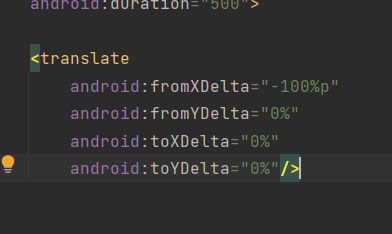 android:duration="500">
<translate
android:fromXDelta="-100%p"
android:fromYDelta="0%"
android:toXDelta="0%"
android:toYDelta="0%"/>